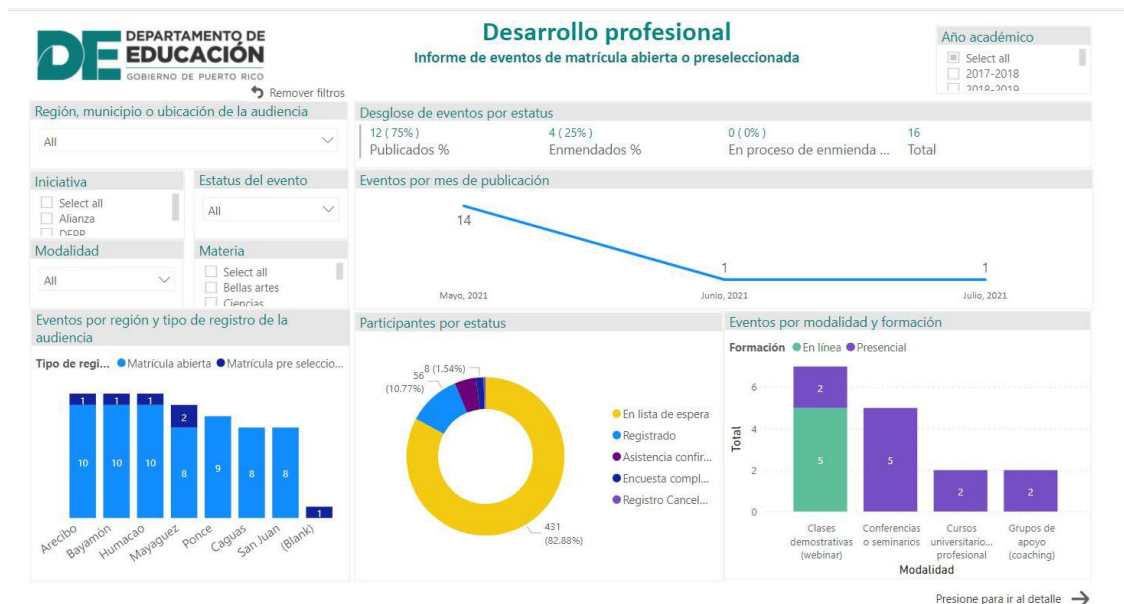 DEPARTAMENTO DE
EDUCACIÓN
GOBIERNO DE PUERTO RICO
Desarrollo profesional
Informe de eventos de matrícula abierta o preseleccionada
Año académico
Select all
2017-2018
2018-2019
Remover filtros
Región, municipio o ubicación de la audiencia
All
Desglose de eventos por estatus
12 ( 75% ) 4 ( 25% ) 0 ( 0% ) 16
Publicados % Enmendados % En proceso de enmienda ... Total
Iniciativa
Select all
Alianza
DEPR
Estatus del evento
All
Eventos por mes de publicación
14
1
1
Mayo, 2021 Junio, 2021 Julio, 2021
Modalidad
All
Materia
Select all
Bellas artes
Ciencias
Eventos por región y tipo de registro de la
audiencia
Tipo de regi... Matrícula abierta Matrícula pre seleccio...
1 1 1
2
10 10 10 8 9 8 8
1
Arecibo Bayamón Humacao Mayaguez Ponce Caguas San Juan (Blank)
Participantes por estatus
8 (1.54%)
56
(10.77%)
431
(82.88%)
En lista de espera
Registrado
Asistencia confir...
Encuesta compl...
Registro Cancel...
Eventos por modalidad y formación
Formación En línea Presencial
Total
6
4
2
0
2
5
5
2
2
Clases
demostrativas
(webinar)
Conferencias
o seminarios
Cursos
universitario...
profesional
Grupos de
apoyo
(coaching)
Modalidad
Presione para ir al detalle